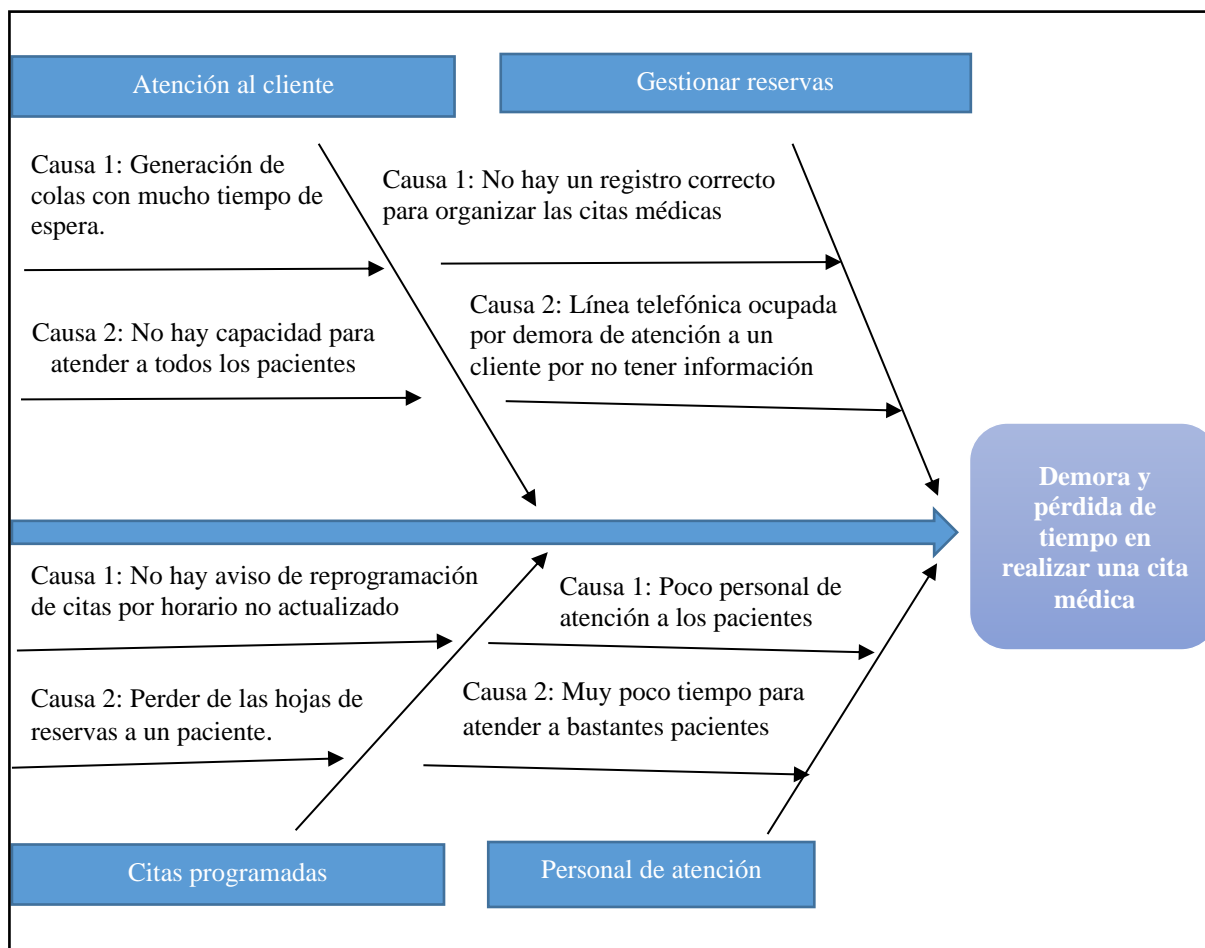 Atención al cliente
Gestionar reservas
Causa 1: Generación de
colas con mucho tiempo de
espera.
Causa 1: No hay un registro correcto
para organizar las citas médicas
Causa 2: No hay capacidad para
atender a todos los pacientes
Causa 2: Línea telefónica ocupada
por demora de atención a un
cliente por no tener información
Demora y
pérdida de
tiempo en
realizar una cita
médica
Causa 1: No hay aviso de reprogramación
de citas por horario no actualizado
Causa 1: Poco personal de
atención a los pacientes
Causa 2: Perder de las hojas de
reservas a un paciente.
Causa 2: Muy poco tiempo para
atender a bastantes pacientes
Citas programadas
Personal de atención